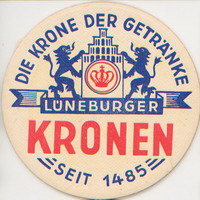 DIE KRONE DER GETRÄNKE
LÜNEBURGER
KRONEN
SEIT 1485